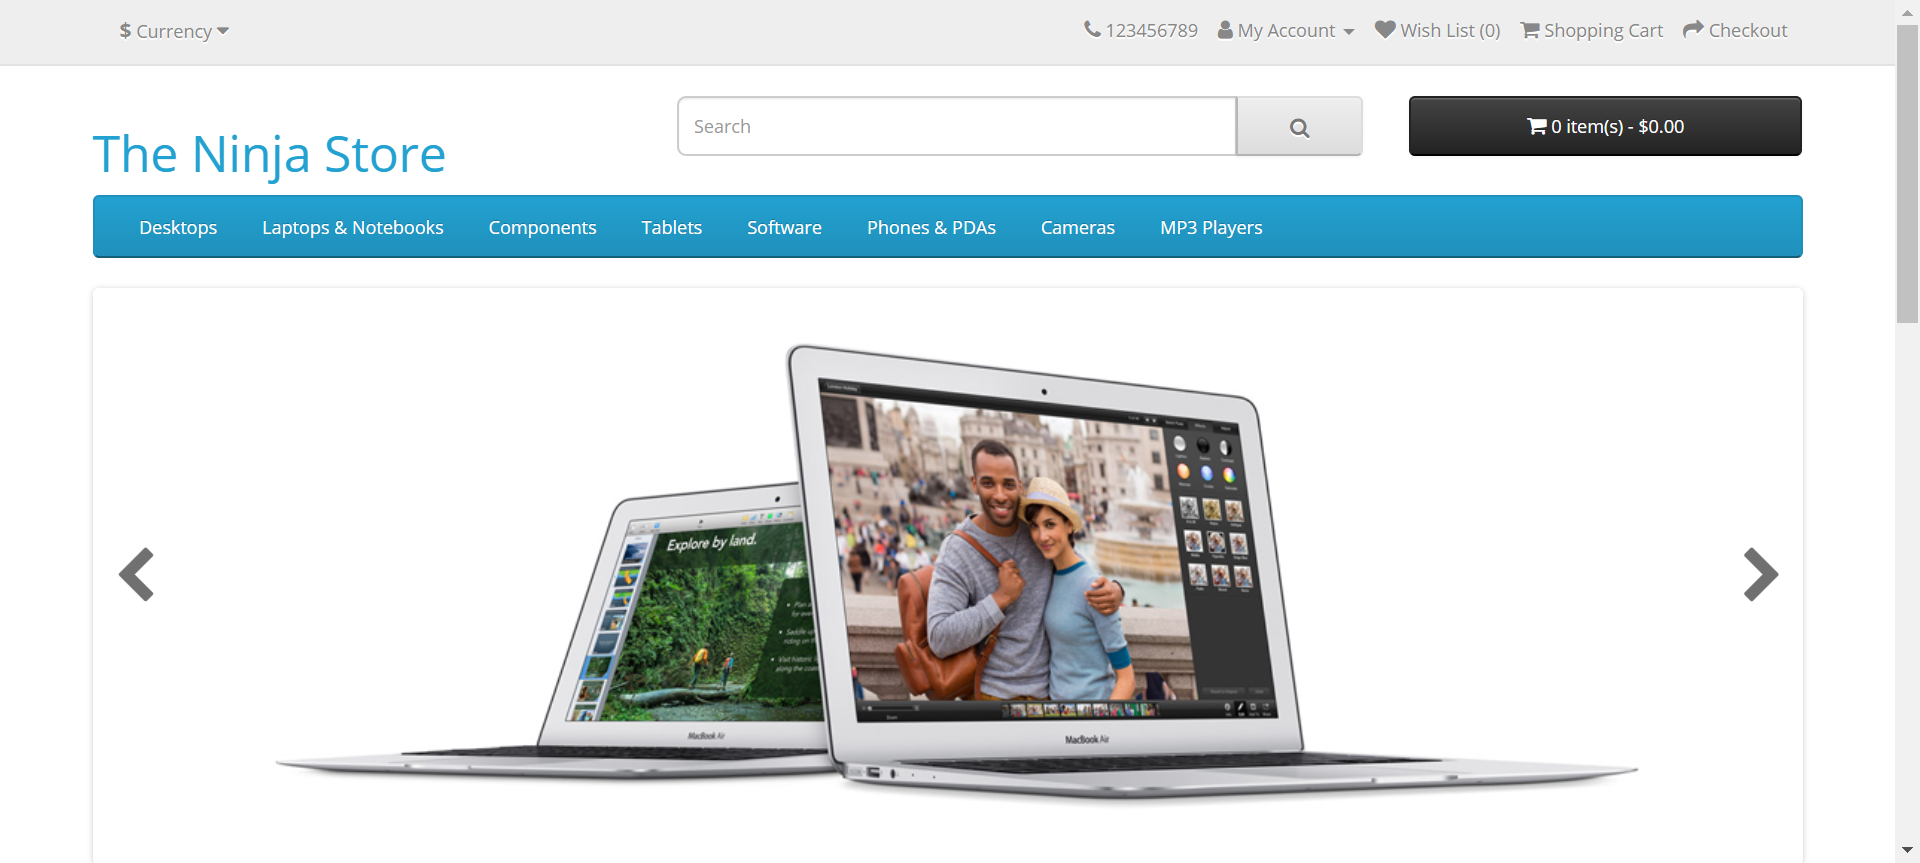 $ Currency
123456789 My Account Wish List (0) Shopping Cart Checkout
The Ninja Store
Search
0 item(s) - $0.00
Desktops Laptops & Notebooks Components Tablets Software Phones & PDAs Cameras MP3 Players
Explore by land.
MacBook Air
MacBook Air